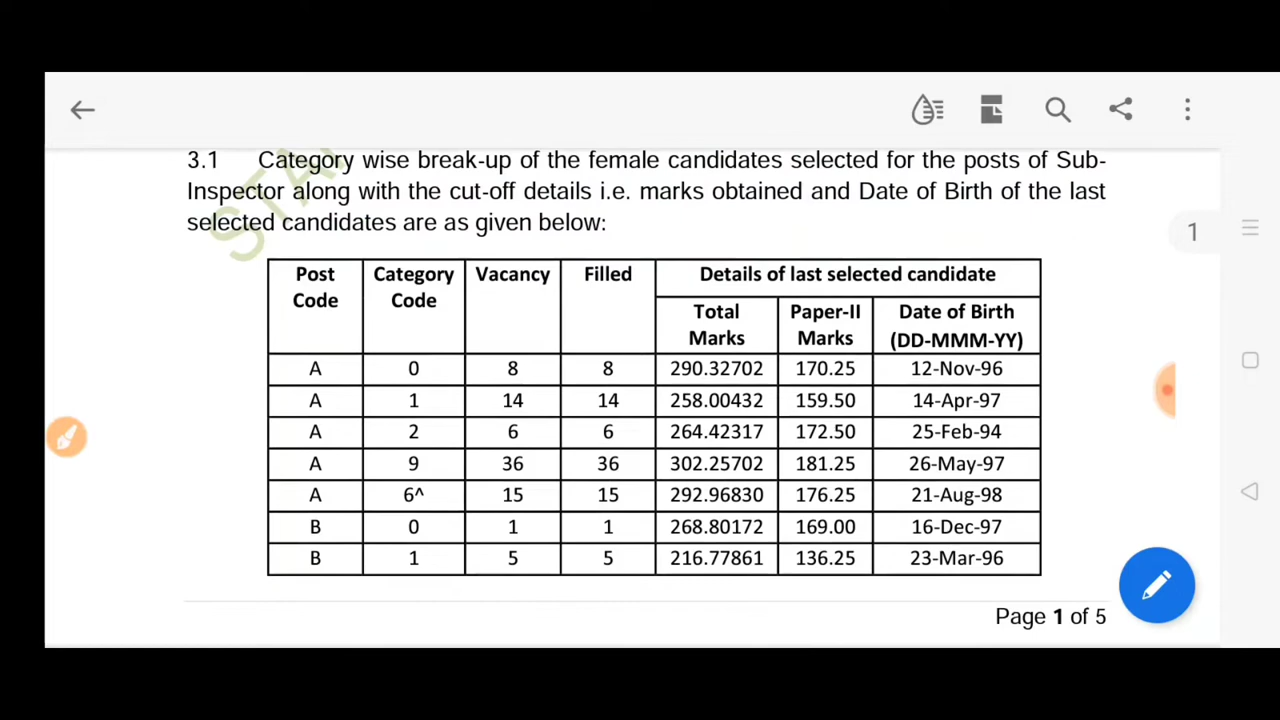 3.1 Category wise break-up of the female candidates selected for the posts of Sub-
Inspector along with the cut-off details i.e. marks obtained and Date of Birth of the last
selected candidates are as given below:
1
Post Code Category Code Vacancy Filled Details of last selected candidate
Total Marks Paper-II Marks Date of Birth (DD-MMM-YY)
A 0 8 8 290.32702 170.25 12-Nov-96
A 1 14 14 258.00432 159.50 14-Apr-97
A 2 6 6 264.42317 172.50 25-Feb-94
A 9 36 36 302.25702 181.25 26-May-97
A 6^ 15 15 292.96830 176.25 21-Aug-98
B 0 1 1 268.80172 169.00 16-Dec-97
B 1 5 5 216.77861 136.25 23-Mar-96
Page 1 of 5